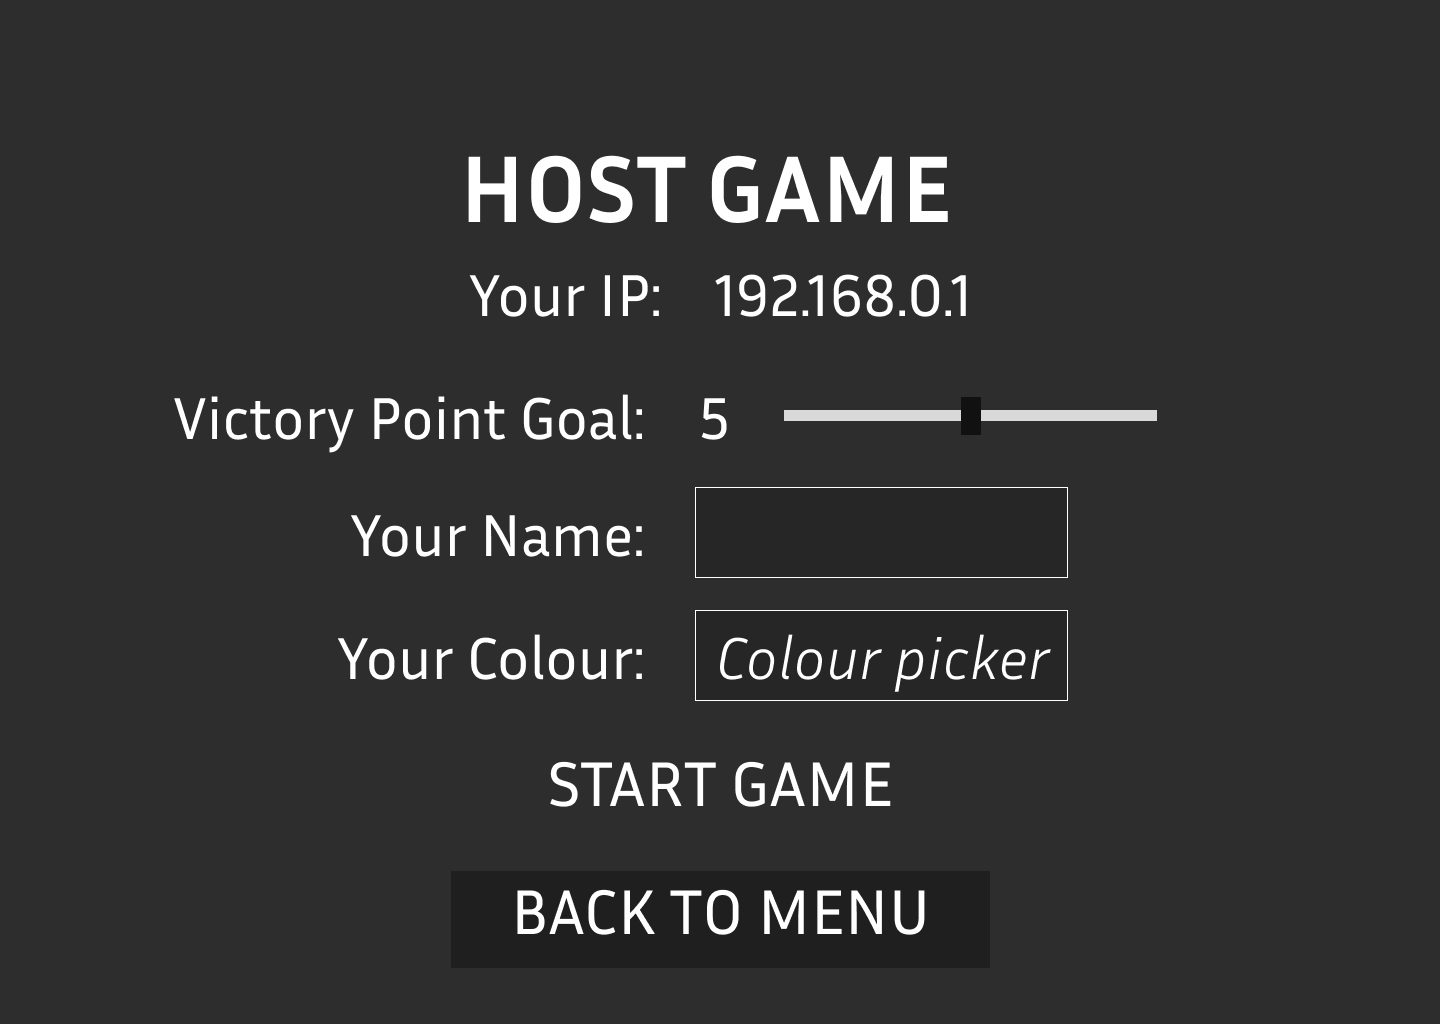 HOST GAME
Your IP: 192.168.0.1
Victory Point Goal: 5
Your Name:
Your Colour: Colour picker
START GAME
BACK TO MENU